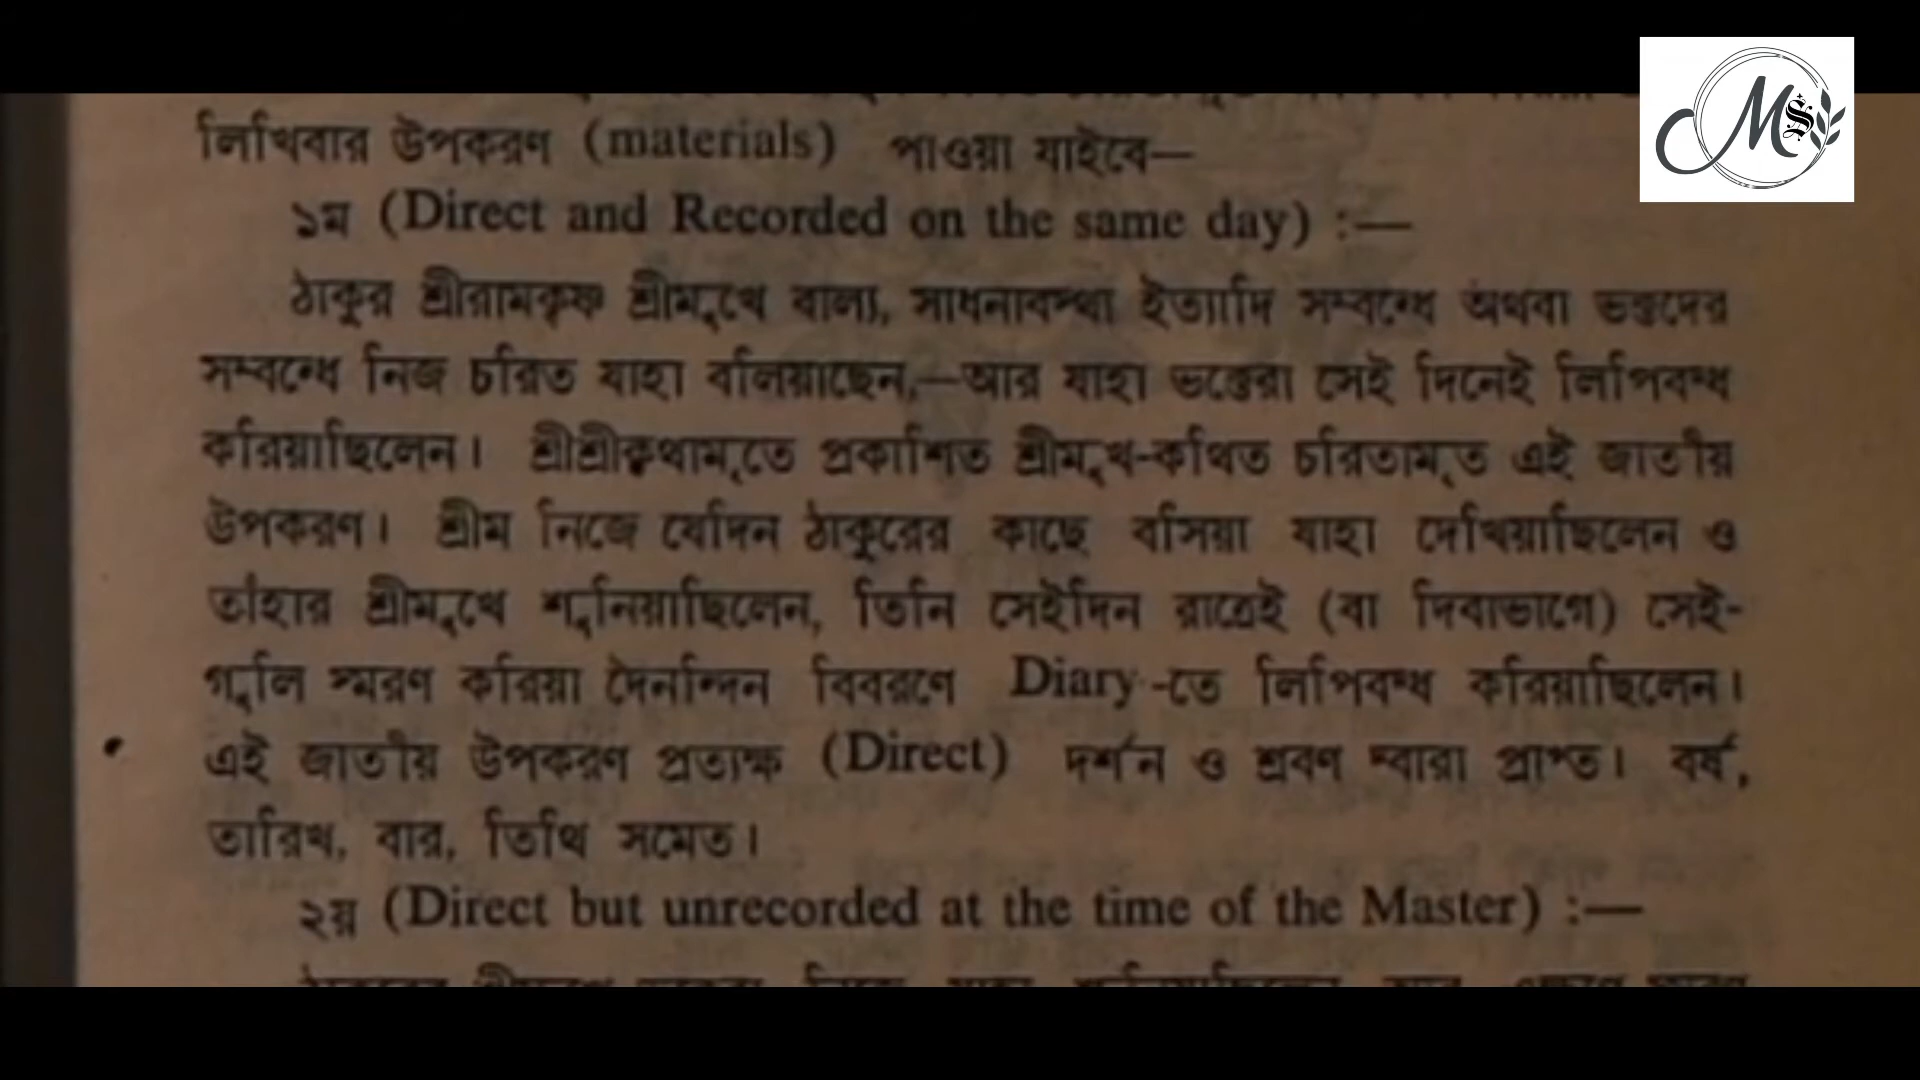 লিখিবার উপকরণ (materials) পাওয়া যাইবে—
১ম (Direct and Recorded on the same day) :—
ঠাকুর শ্রীরামকৃষ্ণ শ্রীমুখে বাল্য, সাধনাবস্থা ইত্যাদি সম্বন্ধে অথবা ভক্তদের
সম্বন্ধে নিজ চরিত যাহা বলিয়াছেন,—আর যাহা ভক্তেরা সেই দিনেই লিপিবদ্ধ
করিয়াছিলেন। শ্রীশ্রীকথামৃতে প্রকাশিত শ্রীমুখ-কথিত চরিতামৃত এই জাতীয়
উপকরণ। শ্রীম নিজে যেদিন ঠাকুরের কাছে বসিয়া যাহা দেখিয়াছিলেন ও
তাঁহার শ্রীমুখে শুনিয়াছিলেন, তিনি সেইদিন রাত্রেই (বা দিবাভাগে) সেই-
গুলি স্মরণ করিয়া দৈনন্দিন বিবরণে Diary-তে লিপিবদ্ধ করিয়াছিলেন।
এই জাতীয় উপকরণ প্রত্যক্ষ (Direct) দর্শন ও শ্রবণ দ্বারা প্রাপ্ত। বর্ষ,
তারিখ, বার, তিথি সমেত।
২য় (Direct but unrecorded at the time of the Master) :—
MS